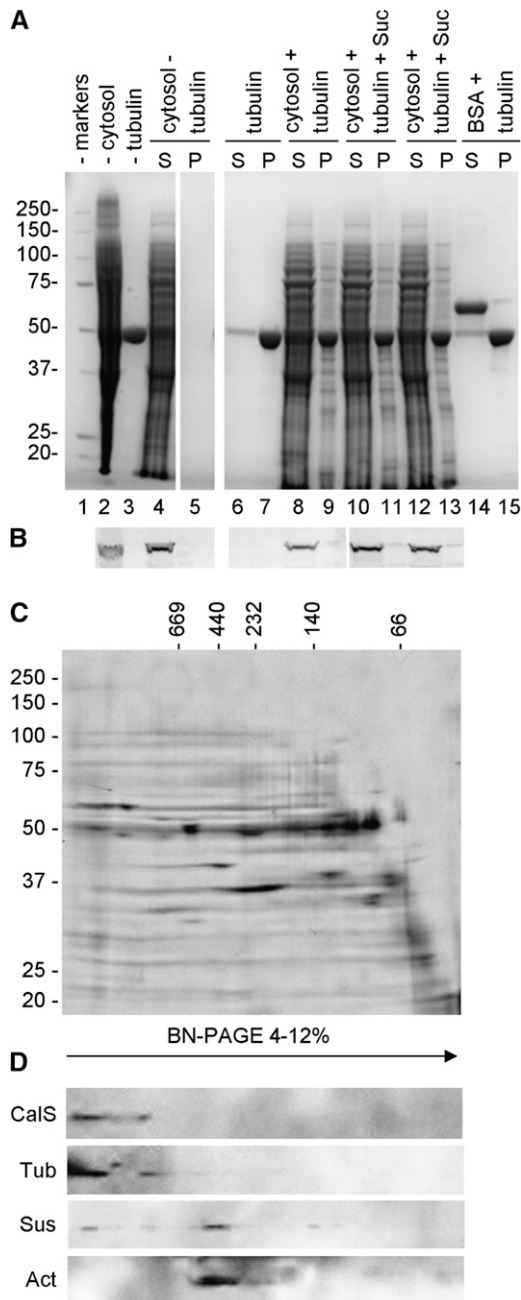 A
- markers
- cytosol
- tubulin
cytosol -
tubulin
tubulin
cytosol +
tubulin
cytosol +
tubulin + Suc
cytosol +
tubulin + Suc
BSA +
tubulin
S P S P S P S P S P S P
250-
150-
100-
75-
50-
37-
25-
20-
1 2 3 4 5 6 7 8 9 10 11 12 13 14 15
B
C
669 440 232 140 66
250 -
150 -
100 -
75 -
50 -
37 -
25 -
20 -
BN-PAGE 4-12%
D
CalS
Tub
Sus
Act